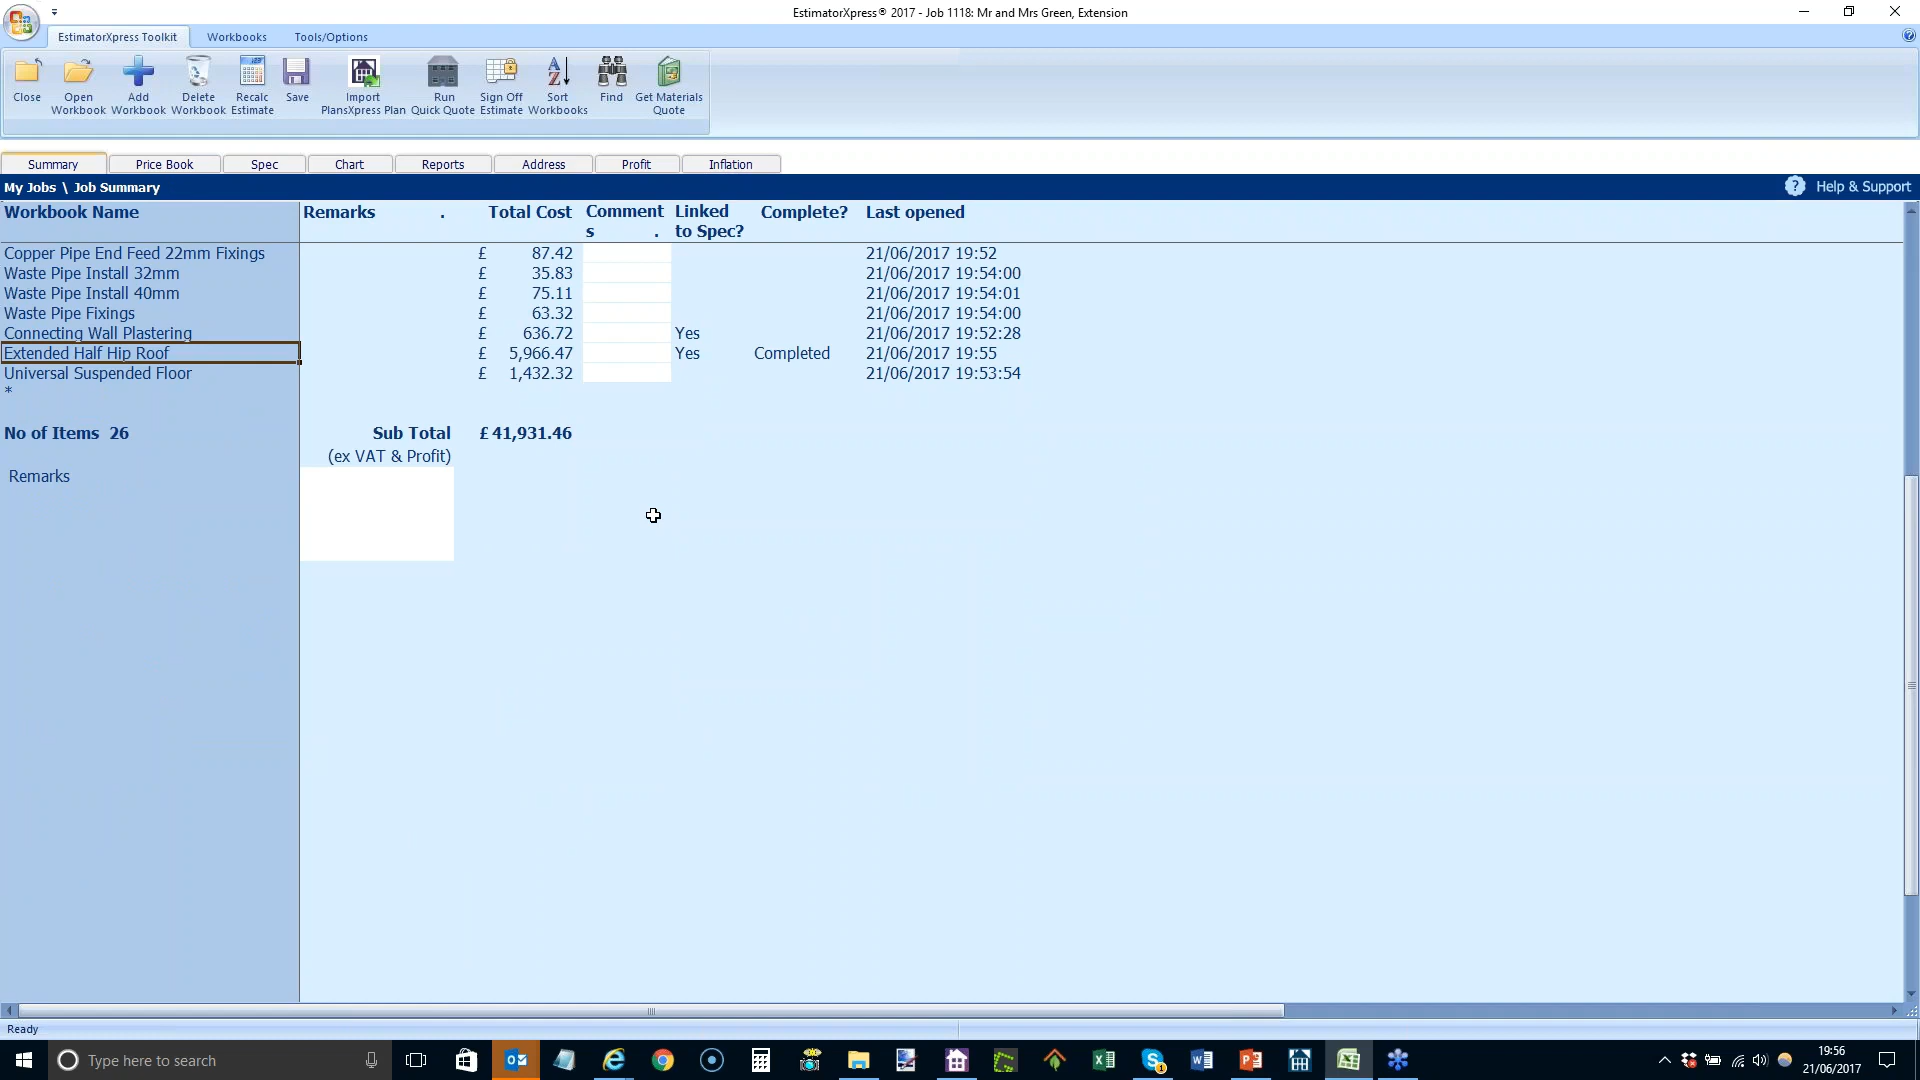 EstimatorXpress® 2017 - Job 1118: Mr and Mrs Green, Extension
EstimatorXpress Toolkit Workbooks Tools/Options
Close
Open Workbook
Add Workbook
Delete Workbook
Recalc Estimate
Save
Import PlansXpress Plan
Run Quick Quote
Sign Off Estimate
Sort Workbooks
Find
Get Materials Quote
Summary Price Book Spec Chart Reports Address Profit Inflation
My Jobs \ Job Summary Help & Support
Workbook Name Remarks . Total Cost Comments . Linked to Spec? Complete? Last opened
Copper Pipe End Feed 22mm Fixings £ 87.42 21/06/2017 19:52
Waste Pipe Install 32mm £ 35.83 21/06/2017 19:54:00
Waste Pipe Install 40mm £ 75.11 21/06/2017 19:54:01
Waste Pipe Fixings £ 63.32 21/06/2017 19:54:00
Connecting Wall Plastering £ 636.72 Yes 21/06/2017 19:52:28
Extended Half Hip Roof £ 5,966.47 Yes Completed 21/06/2017 19:55
Universal Suspended Floor £ 1,432.32 21/06/2017 19:53:54
*
No of Items 26 Sub Total £ 41,931.46
(ex VAT & Profit)
Remarks
Ready
Type here to search
19:56
21/06/2017